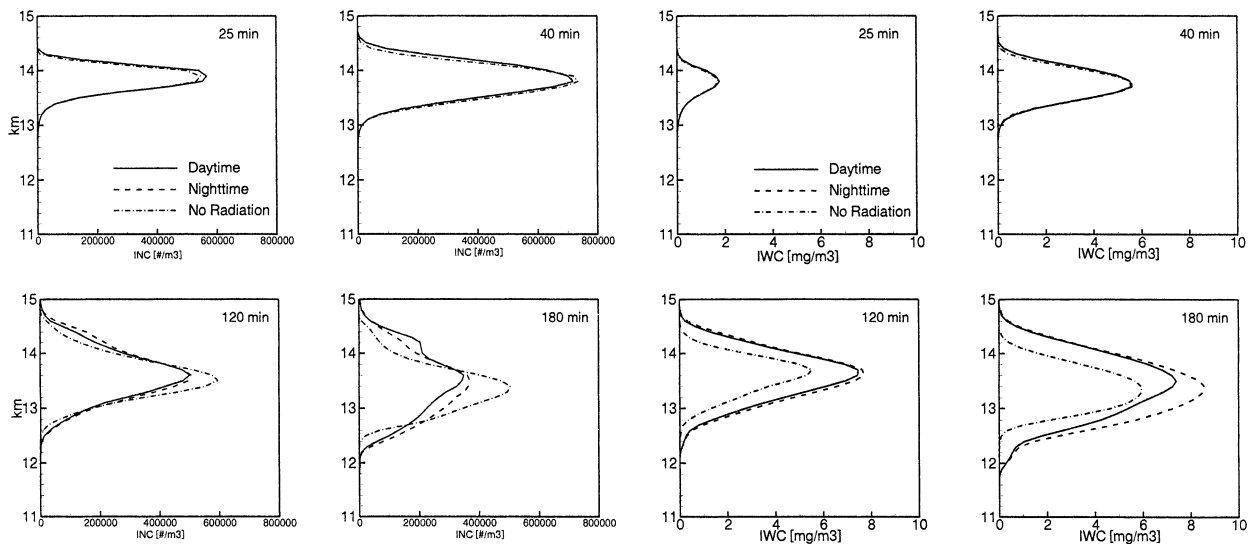 15
25 min
14
km
13
Daytime
12
Nighttime
No Radiation
11
0 200000 400000 600000 800000
INC [#/m3]
15
40 min
14
13
12
11
0 200000 400000 600000 800000
INC [#/m3]
15
25 min
14
13
Daytime
12
Nighttime
No Radiation
11
0 2 4 6 8 10
IWC [mg/m3]
15
40 min
14
13
12
11
0 2 4 6 8 10
IWC [mg/m3]
15
120 min
14
km
13
12
11
0 200000 400000 600000 800000
INC [#/m3]
15
180 min
14
13
12
11
0 200000 400000 600000 800000
INC [#/m3]
15
120 min
14
13
12
11
0 2 4 6 8 10
IWC [mg/m3]
15
180 min
14
13
12
11
0 2 4 6 8 10
IWC [mg/m3]